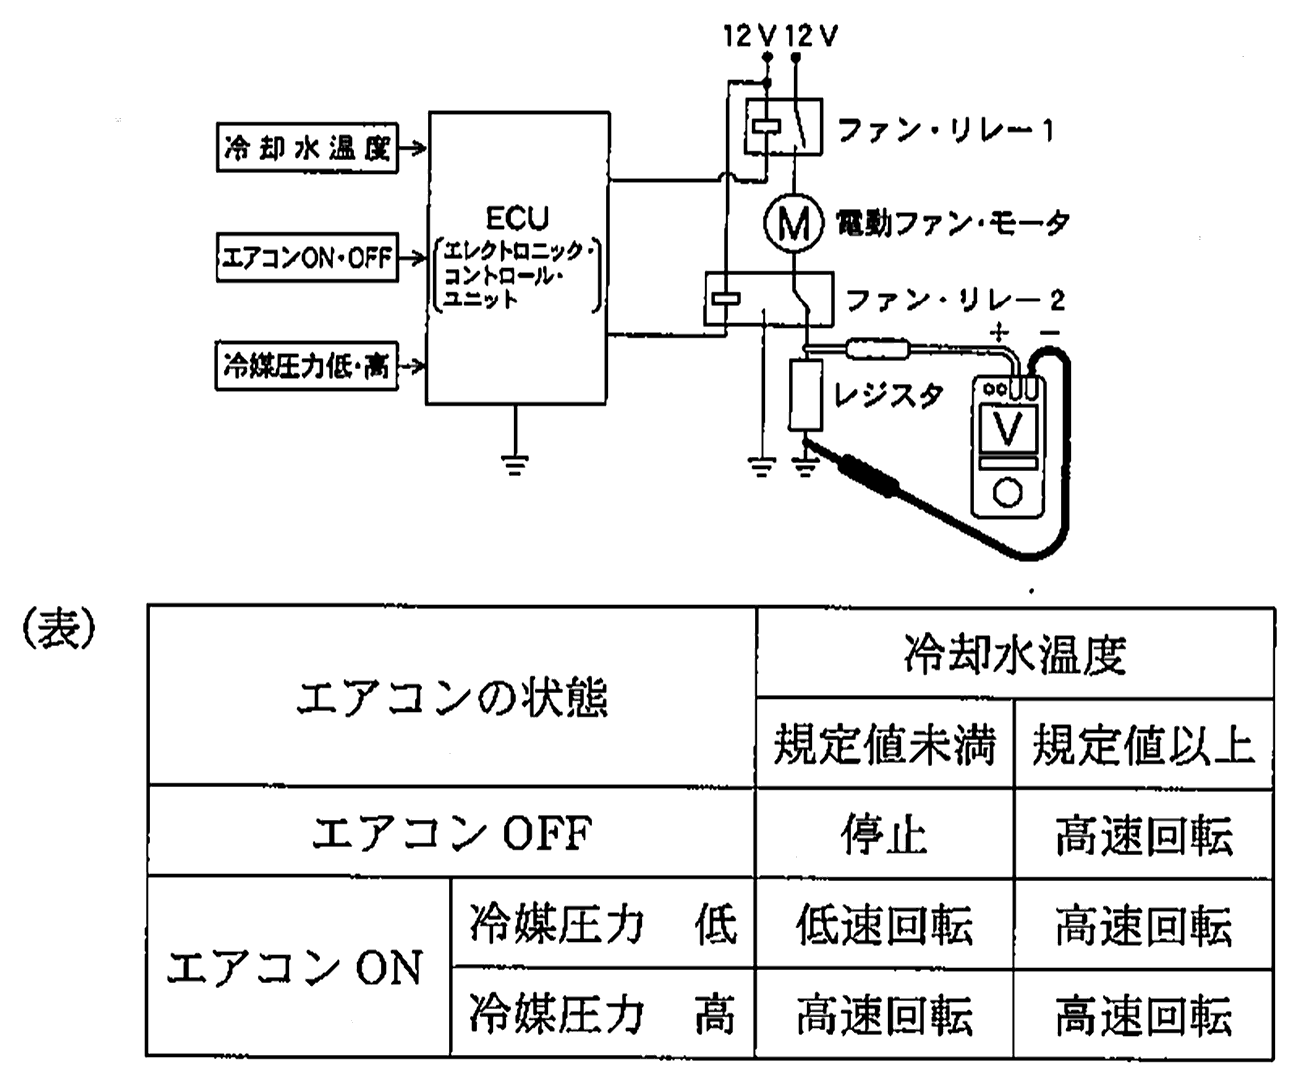 12V 12V
ファン・リレー1
冷却水温度
ECU
エレクトロニック・
コントロール・
ユニット
エアコンON・OFF
冷媒圧力低・高
M
電動ファン・モータ
ファン・リレー2
+ −
レジスタ
V
(表)
エアコンの状態
冷却水温度
規定値未満 規定値以上
エアコン OFF 停止 高速回転
エアコン ON
冷媒圧力 低 低速回転 高速回転
冷媒圧力 高 高速回転 高速回転